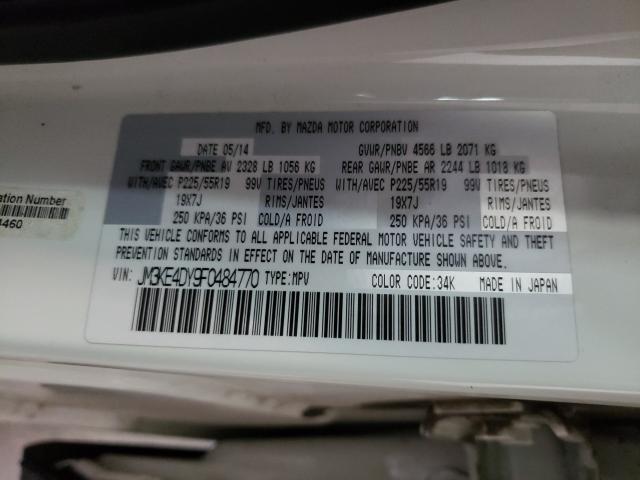 MFD. BY MAZDA MOTOR CORPORATION
DATE 05/14 GVWR/PNBV 4566 LB 2071 KG
FRONT GAWR/PNBE AV 2328 LB 1056 KG REAR GAWR/PNBE AR 2244 LB 1018 KG
WITH/AVEC P225/55R19 99V TIRES/PNEUS WITH/AVEC P225/55R19 99V TIRES/PNEUS
19X7J RIMS/JANTES 19X7J RIMS/JANTES
250 KPA/36 PSI COLD/A FROID 250 KPA/36 PSI COLD/A FROID
THIS VEHICLE CONFORMS TO ALL APPLICABLE FEDERAL MOTOR VEHICLE SAFETY AND THEFT
PREVENTION STANDARDS IN EFFECT ON THE DATE OF MANUFACTURE SHOWN ABOVE.
VIN: JM3KE4DY9F0484770 TYPE:MPV COLOR CODE:34K MADE IN JAPAN
ation Number
4460